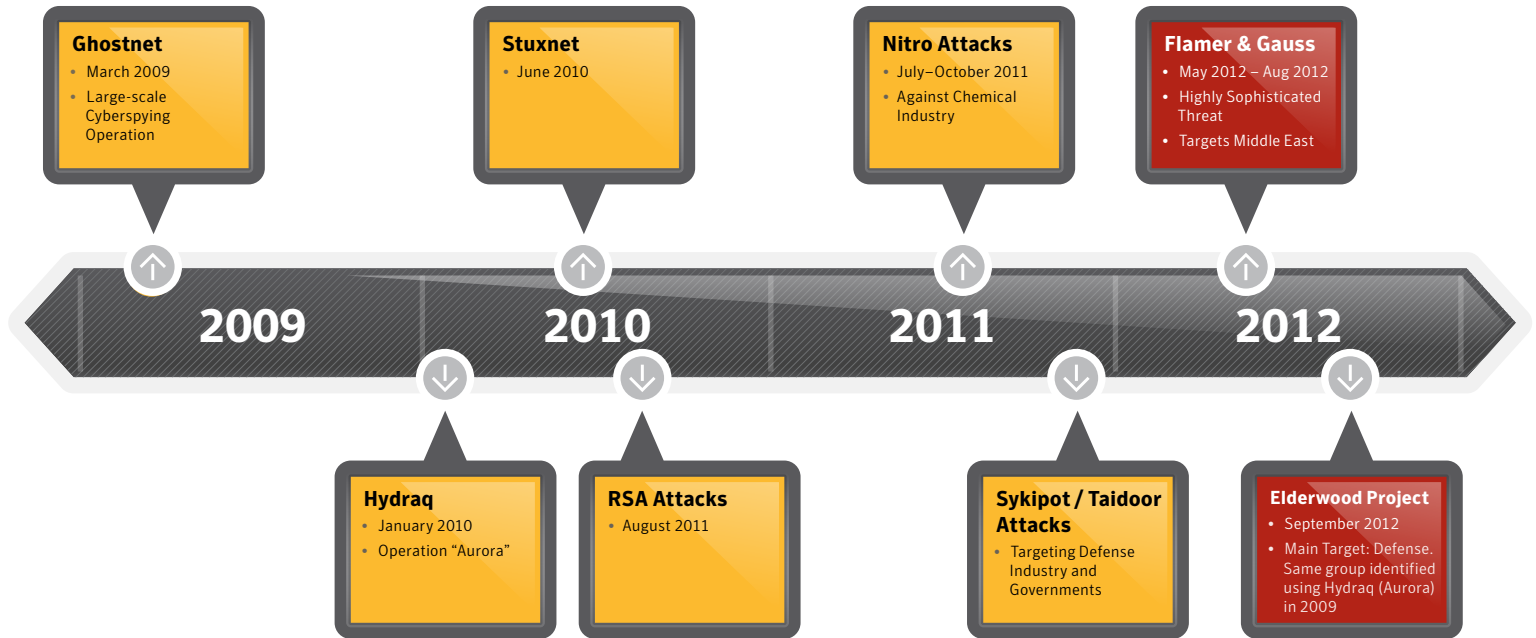 Ghostnet
• March 2009
• Large-scale
Cyberspying
Operation
Stuxnet
• June 2010
Nitro Attacks
• July–October 2011
• Against Chemical
Industry
Flamer & Gauss
• May 2012 – Aug 2012
• Highly Sophisticated
Threat
• Targets Middle East
2009
2010
2011
2012
Hydraq
• January 2010
• Operation “Aurora”
RSA Attacks
• August 2011
Sykipot / Taidoor
Attacks
• Targeting Defense
Industry and
Governments
Elderwood Project
• September 2012
• Main Target: Defense.
Same group identified
using Hydraq (Aurora)
in 2009